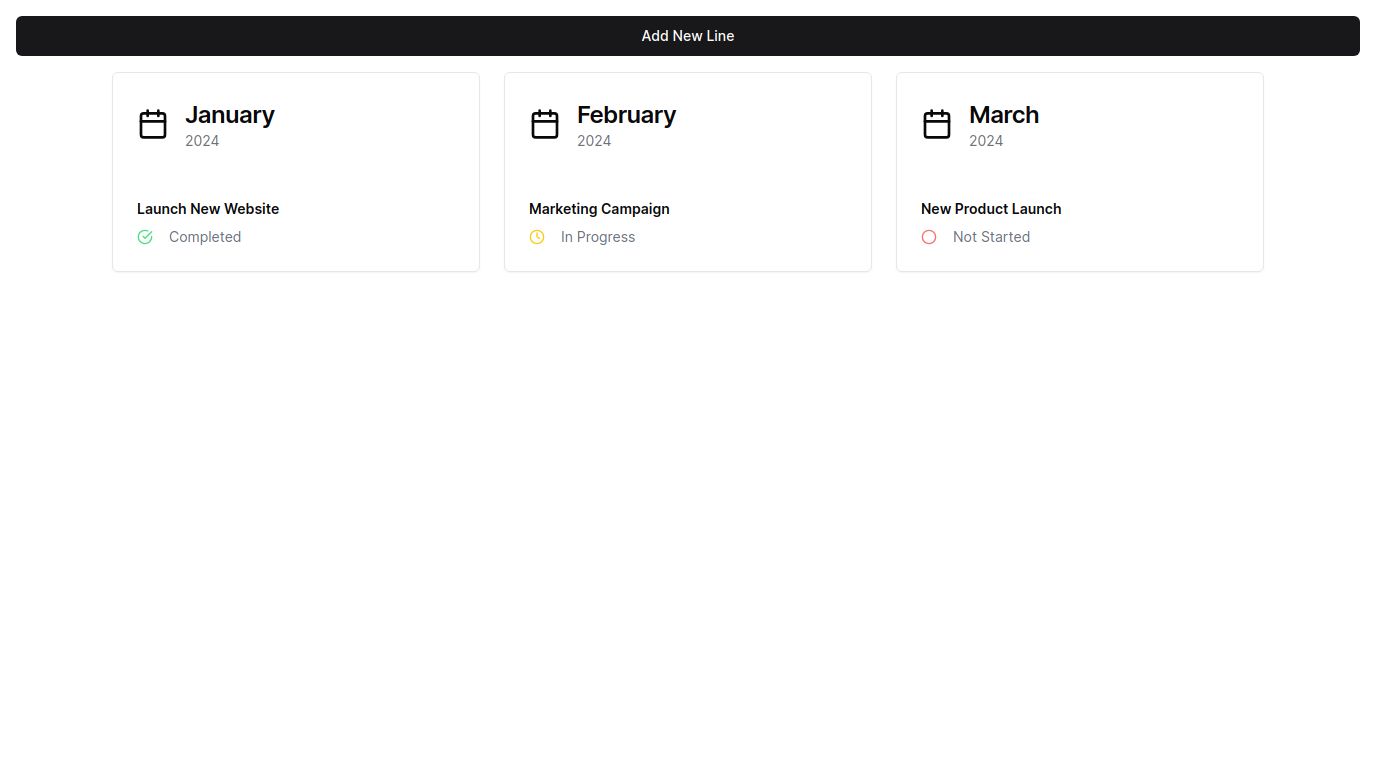 Add New Line
January
2024
Launch New Website
Completed
February
2024
Marketing Campaign
In Progress
March
2024
New Product Launch
Not Started